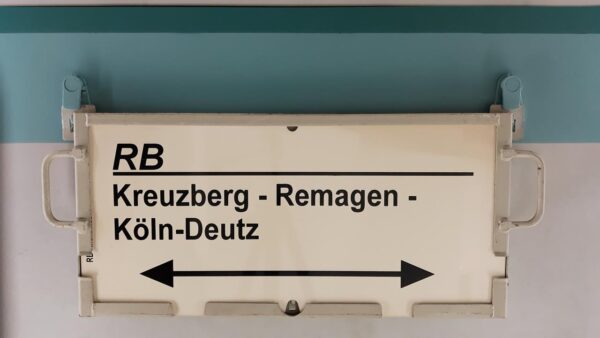 RB
Kreuzberg - Remagen -
Köln-Deutz